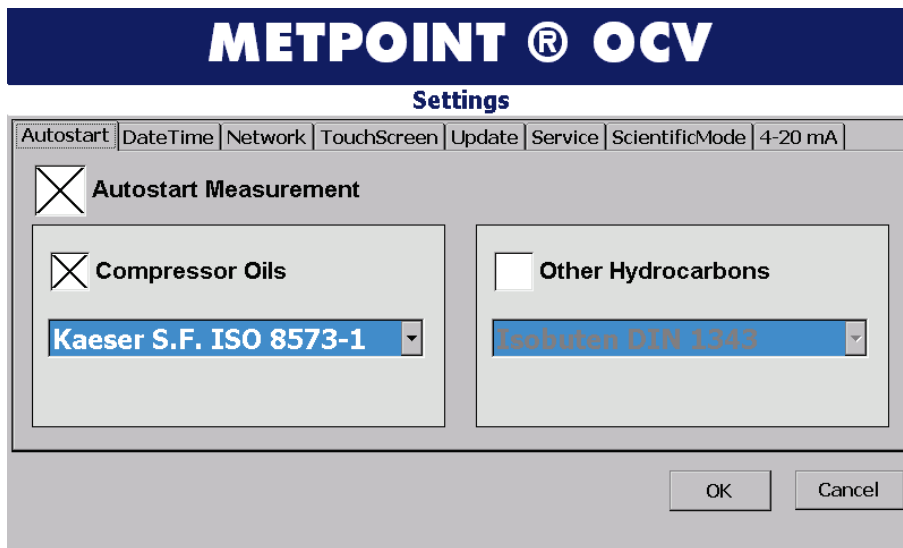 METPOINT ® OCV
Settings
Autostart DateTime Network TouchScreen Update Service ScientificMode 4-20 mA
Autostart Measurement
Compressor Oils
Other Hydrocarbons
Kaeser S.F. ISO 8573-1
Isobuten DIN 1343
OK
Cancel